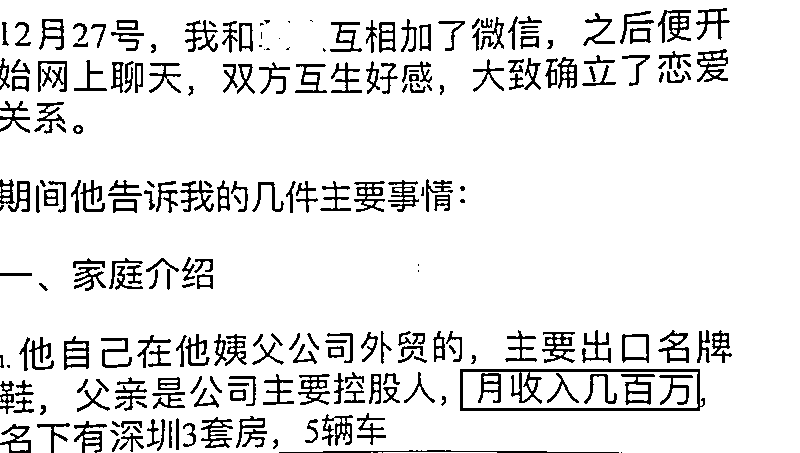 12月27号，我和 互相加了微信，之后便开
始网上聊天，双方互生好感，大致确立了恋爱
关系。
期间他告诉我的几件主要事情：
一、家庭介绍
1. 他自己在他姨父公司外贸的，主要出口名牌
鞋，父亲是公司主要控股人，月收入几百万，
名下有深圳3套房，5辆车